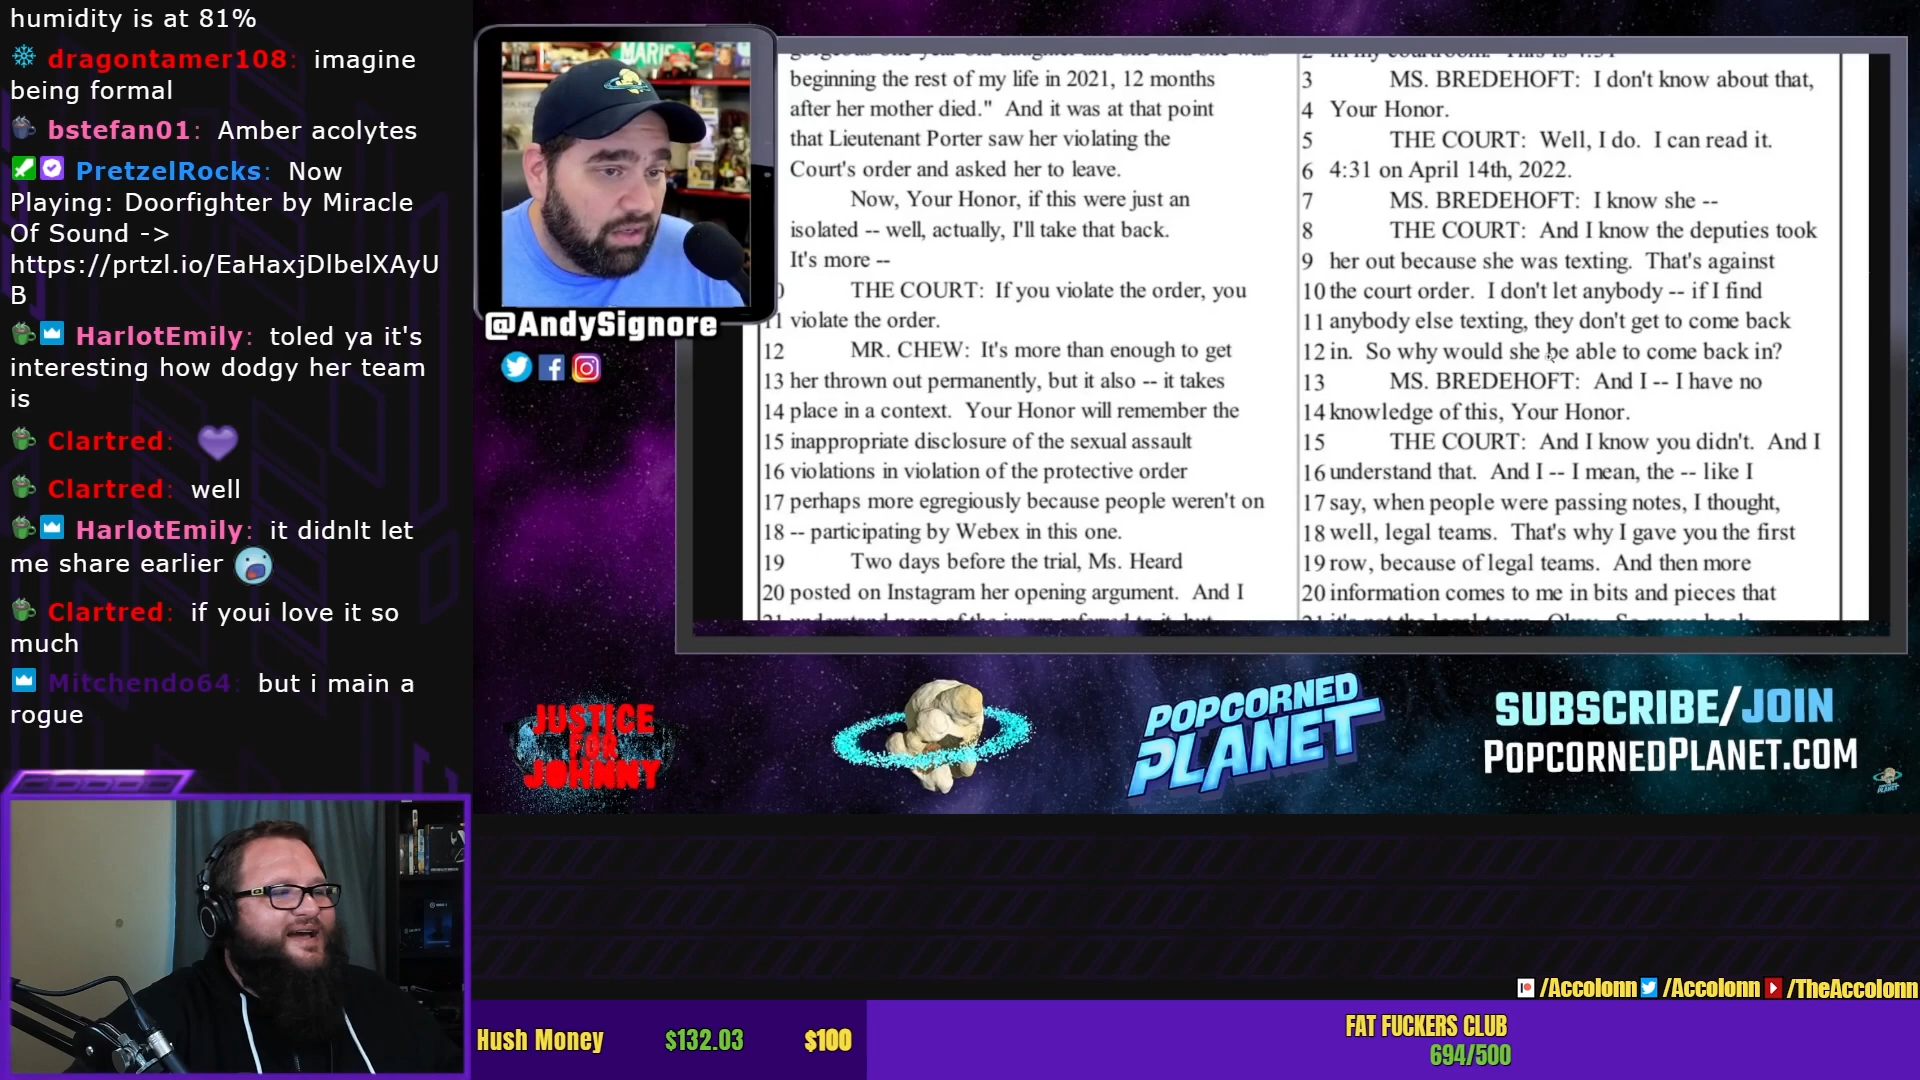 humidity is at 81%
dragontamer108: imagine
being formal
bstefan01: Amber acolytes
PretzelRocks: Now
Playing: Doorfighter by Miracle
Of Sound ->
https://prtzl.io/EaHaxjDlbelXAyU
B
HarlotEmily: toled ya it's
interesting how dodgy her team
is
Clartred:
Clartred: well
HarlotEmily: it didnlt let
me share earlier
Clartred: if youi love it so
much
Mitchendo64: but i main a
rogue
@AndySignore
beginning the rest of my life in 2021, 12 months
after her mother died." And it was at that point
that Lieutenant Porter saw her violating the
Court's order and asked her to leave.
Now, Your Honor, if this were just an
isolated -- well, actually, I'll take that back.
It's more --
THE COURT: If you violate the order, you
11 violate the order.
12 MR. CHEW: It's more than enough to get
13 her thrown out permanently, but it also -- it takes
14 place in a context. Your Honor will remember the
15 inappropriate disclosure of the sexual assault
16 violations in violation of the protective order
17 perhaps more egregiously because people weren't on
18 -- participating by Webex in this one.
19 Two days before the trial, Ms. Heard
20 posted on Instagram her opening argument. And I
3 MS. BREDEHOFT: I don't know about that,
4 Your Honor.
5 THE COURT: Well, I do. I can read it.
6 4:31 on April 14th, 2022.
7 MS. BREDEHOFT: I know she --
8 THE COURT: And I know the deputies took
9 her out because she was texting. That's against
10 the court order. I don't let anybody -- if I find
11 anybody else texting, they don't get to come back
12 in. So why would she be able to come back in?
13 MS. BREDEHOFT: And I -- I have no
14 knowledge of this, Your Honor.
15 THE COURT: And I know you didn't. And I
16 understand that. And I -- I mean, the -- like I
17 say, when people were passing notes, I thought,
18 well, legal teams. That's why I gave you the first
19 row, because of legal teams. And then more
20 information comes to me in bits and pieces that
JUSTICE
FOR
JOHNNY
POPCORNED
PLANET
SUBSCRIBE/JOIN
POPCORNEDPLANET.COM
/Accolonn /Accolonn /TheAccolonn
Hush Money $132.03 $100
FAT FUCKERS CLUB
694/500